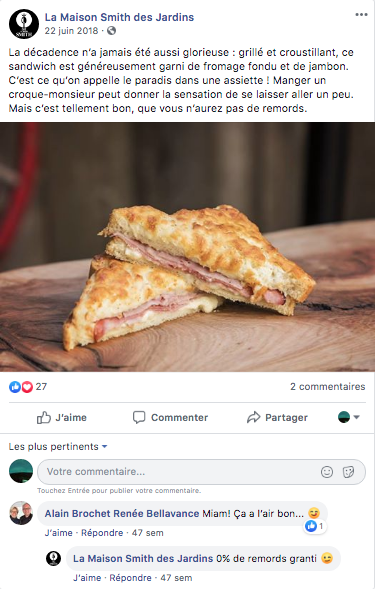 La Maison Smith des Jardins
22 juin 2018 ·
La décadence n'a jamais été aussi glorieuse : grillé et croustillant, ce
sandwich est généreusement garni de fromage fondu et de jambon.
C'est ce qu'on appelle le paradis dans une assiette ! Manger un
croque-monsieur peut donner la sensation de se laisser aller un peu.
Mais c'est tellement bon, que vous n'aurez pas de remords.
27
2 commentaires
J'aime
Commenter
Partager
Les plus pertinents
Votre commentaire...
Touchez Entrée pour publier votre commentaire.
Alain Brochet Renée Bellavance Miam! Ça a l'air bon... 😋
1
J'aime · Répondre · 47 sem
La Maison Smith des Jardins 0% de remords granti 😉
J'aime · Répondre · 47 sem